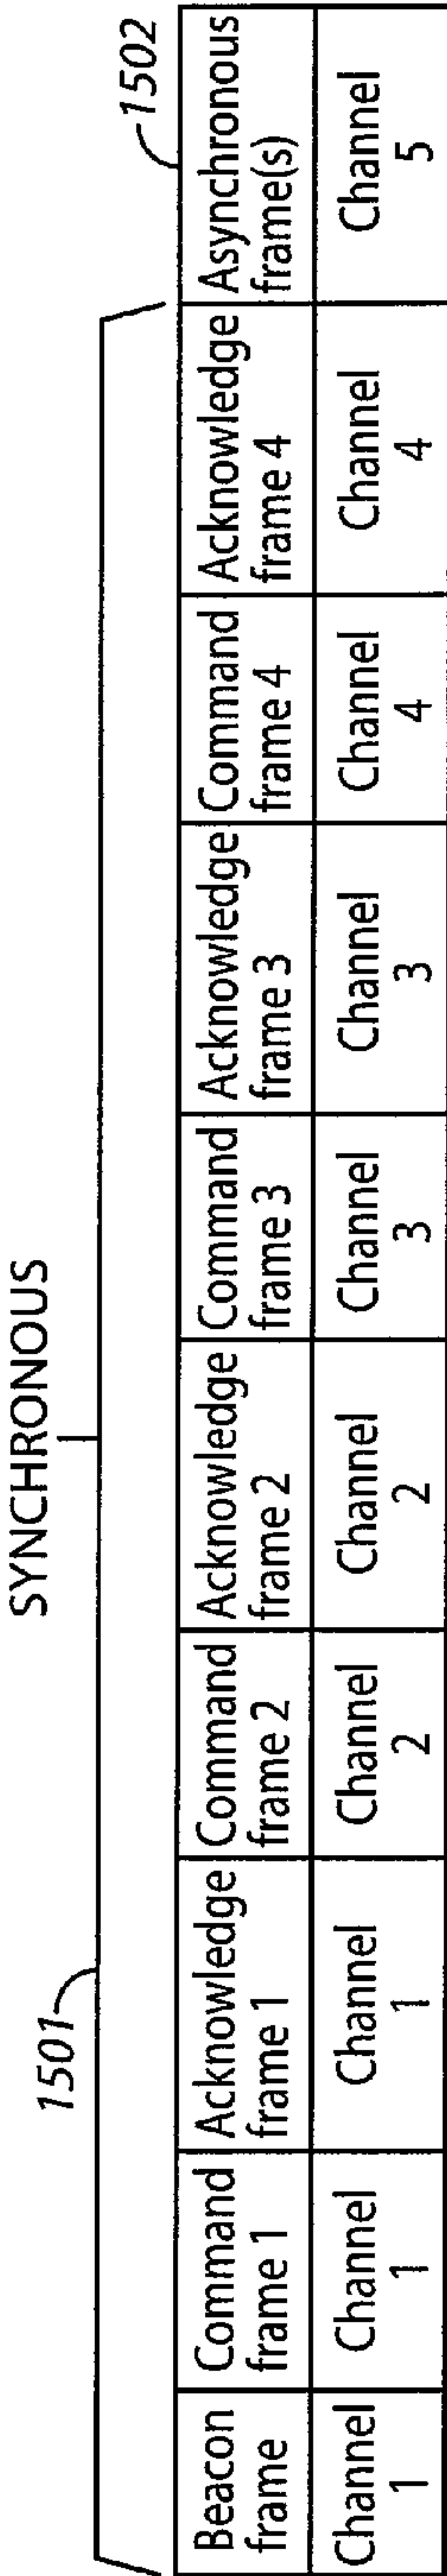 SYNCHRONOUS
1501
1502
Beacon frame
Command frame 1
Acknowledge frame 1
Command frame 2
Acknowledge frame 2
Command frame 3
Acknowledge frame 3
Command frame 4
Acknowledge frame 4
Asynchronous frame(s)
Channel 1
Channel 1
Channel 1
Channel 2
Channel 2
Channel 3
Channel 3
Channel 4
Channel 4
Channel 5